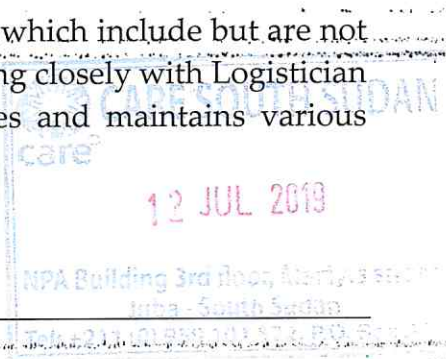 which include but are not
ng closely with Logistician
es and maintains various
CARE SOUTH SUDAN
care
12 JUL 2019
NPA Building 3rd floor,
Juba - South Sudan